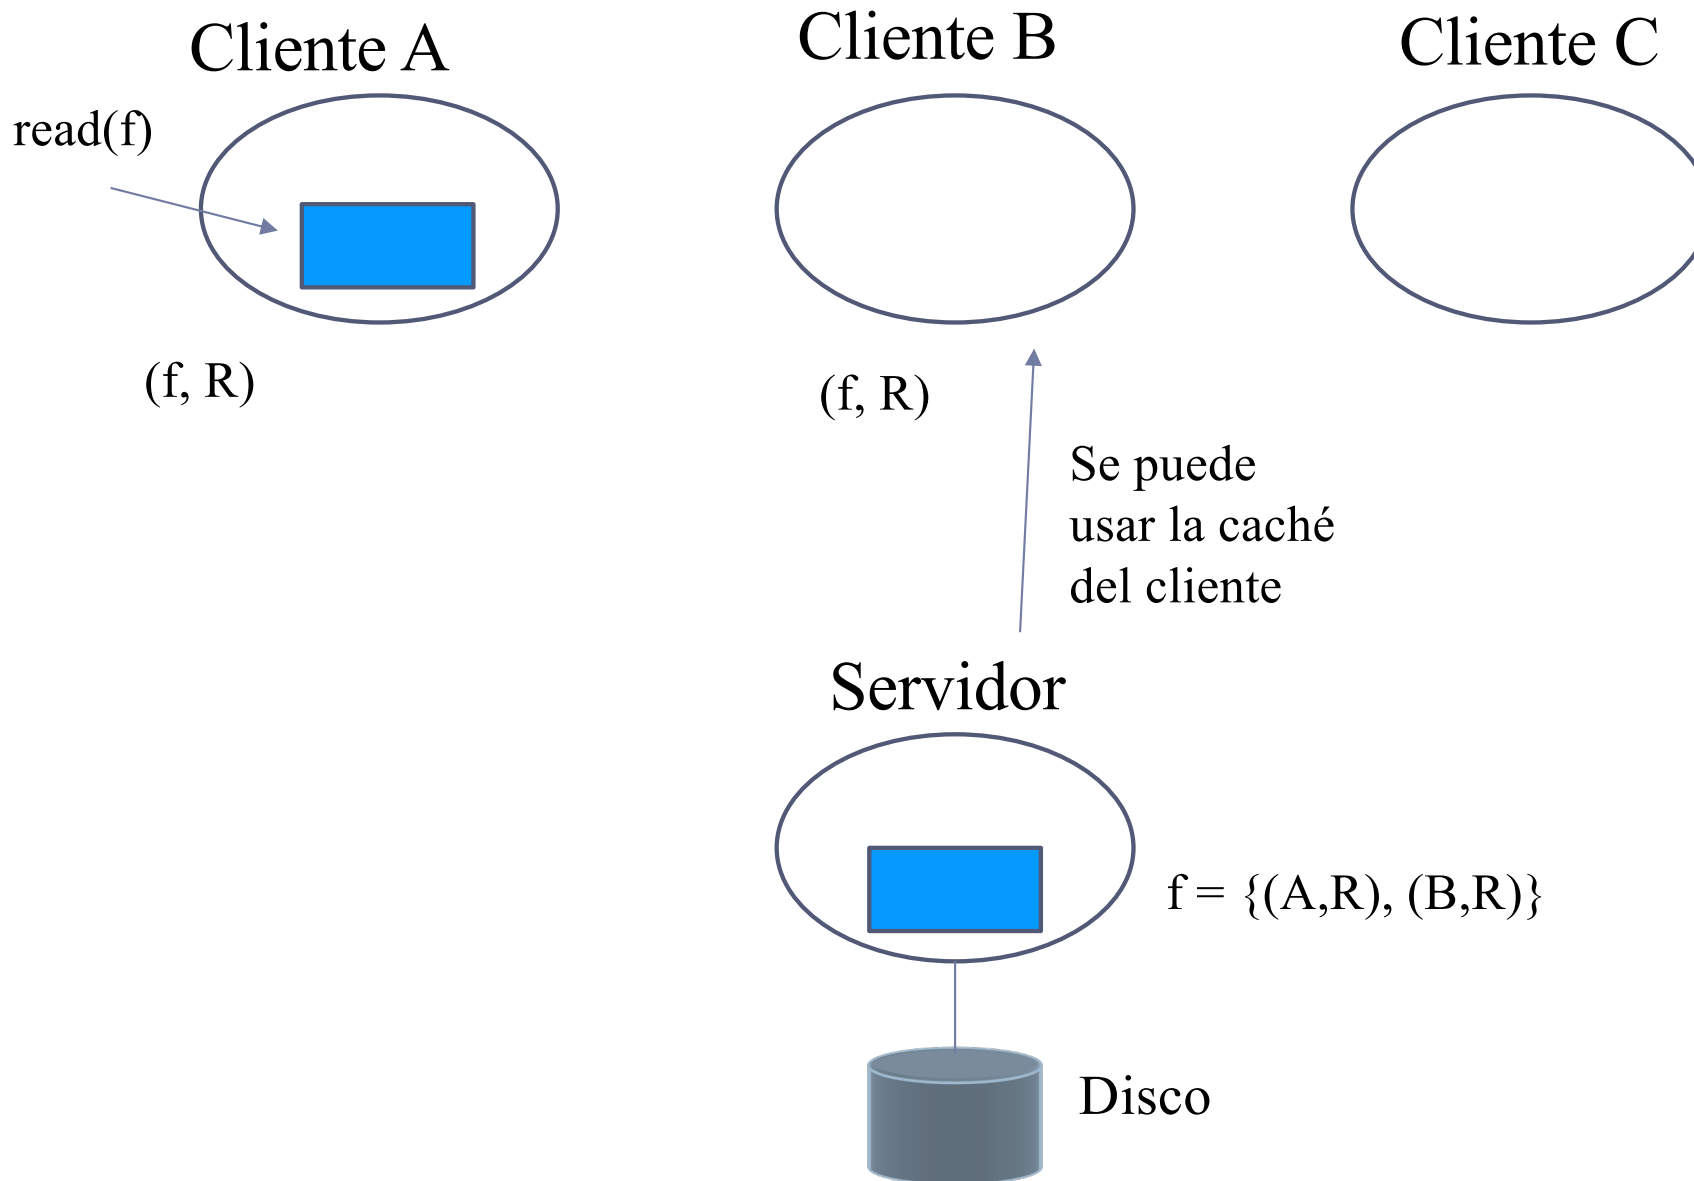 Cliente A
Cliente B
Cliente C
read(f)
(f, R)
(f, R)
Se puede
usar la caché
del cliente
Servidor
f = {(A,R), (B,R)}
Disco